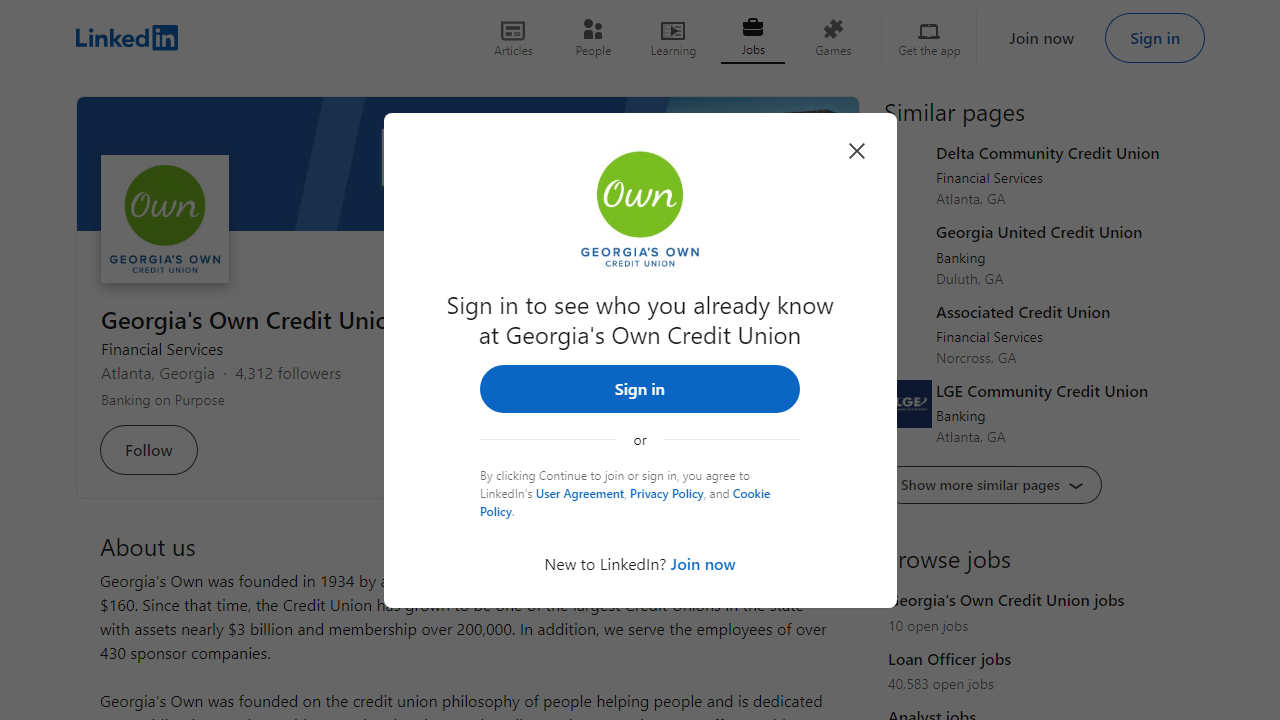 LinkedIn
Articles
People
Learning
Jobs
Games
Get the app
Join now
Sign in
Own
GEORGIA'S OWN
CREDIT UNION
Georgia's Own Credit
Financial Services
Atlanta, Georgia · 4,312 followers
Banking on Purpose
Follow
About us
Georgia's Own was founded in 1934 by
$160. Since that time, the Credit Union has grown to be one of the largest Credit Unions in the state
with assets nearly $3 billion and membership over 200,000. In addition, we serve the employees of over
430 sponsor companies.
Georgia's Own was founded on the credit union philosophy of people helping people and is dedicated
Own
GEORGIA'S OWN
CREDIT UNION
Sign in to see who you already know
at Georgia's Own Credit Union
Sign in
or
By clicking Continue to join or sign in, you agree to
LinkedIn's User Agreement, Privacy Policy, and Cookie
Policy.
New to LinkedIn? Join now
Similar pages
Delta Community Credit Union
Financial Services
Atlanta, GA
Georgia United Credit Union
Banking
Duluth, GA
Associated Credit Union
Financial Services
Norcross, GA
LGE
LGE Community Credit Union
Banking
Atlanta, GA
Show more similar pages
Browse jobs
Georgia's Own Credit Union jobs
10 open jobs
Loan Officer jobs
40,583 open jobs
Analyst jobs